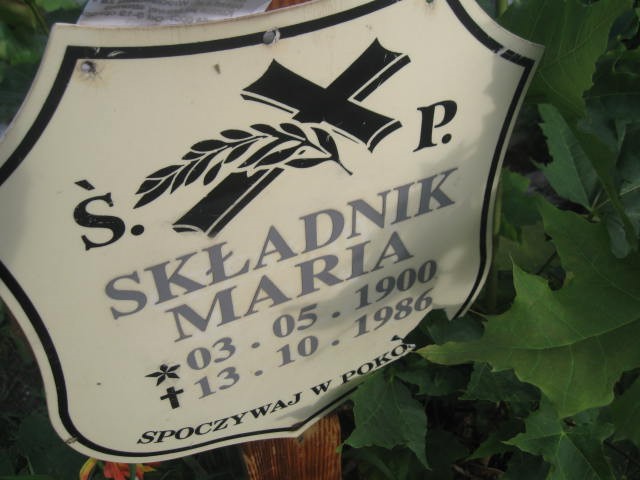 Ś. P.
SKŁADNIK
MARIA
03 · 05 · 1900
13 · 10 · 1986
SPOCZYWAJ W